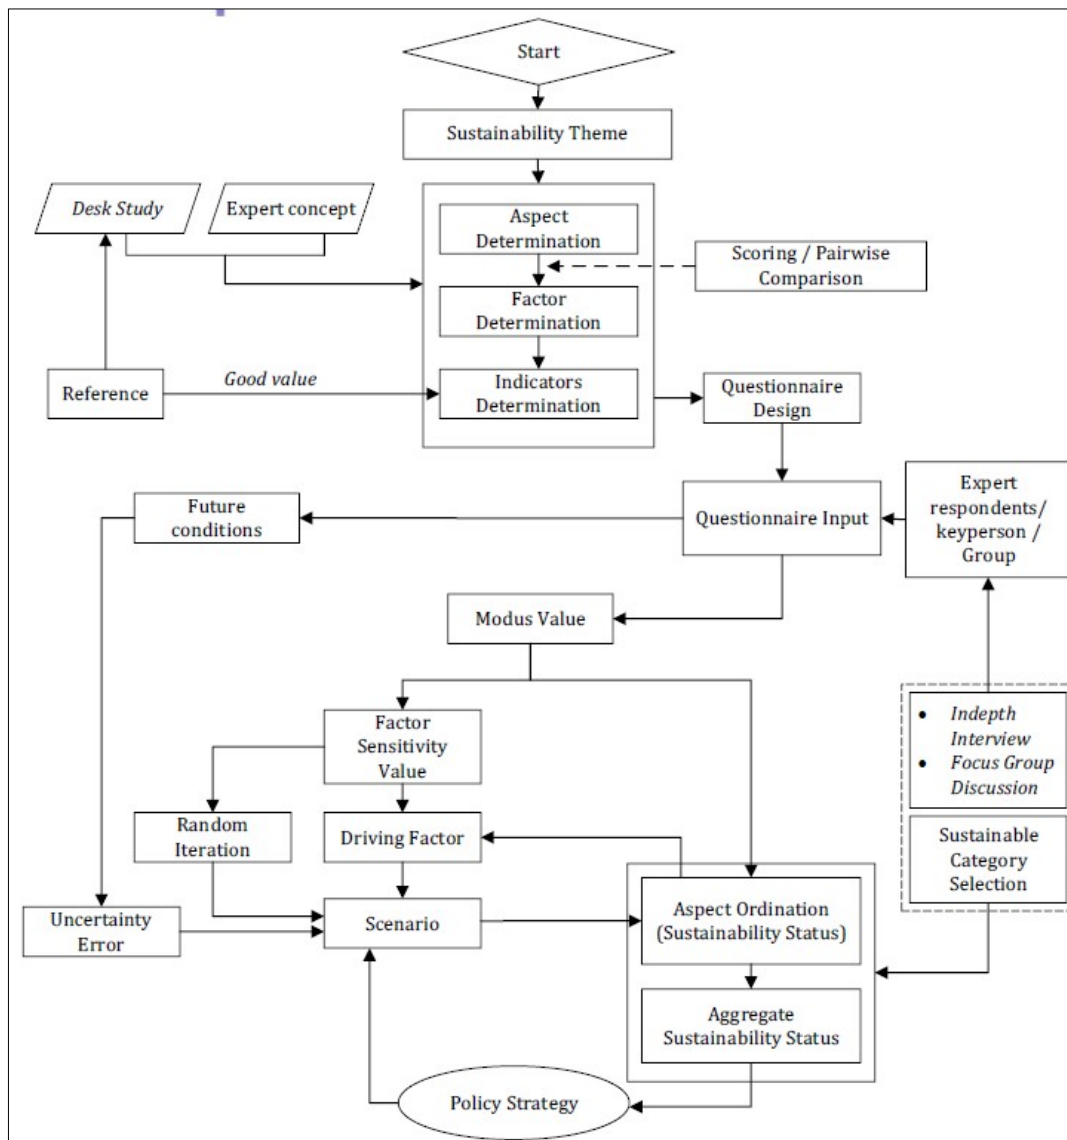 Start
Sustainability Theme
Desk Study
Expert concept
Aspect
Determination
Scoring / Pairwise
Comparison
Factor
Determination
Reference
Good value
Indicators
Determination
Questionnaire
Design
Future
conditions
Questionnaire Input
Expert
respondents/
keyperson /
Group
Modus Value
Factor
Sensitivity
Value
• Indepth
Interview
• Focus Group
Discussion
Random
Iteration
Driving Factor
Sustainable
Category
Selection
Uncertainty
Error
Scenario
Aspect Ordination
(Sustainability Status)
Aggregate
Sustainability Status
Policy Strategy